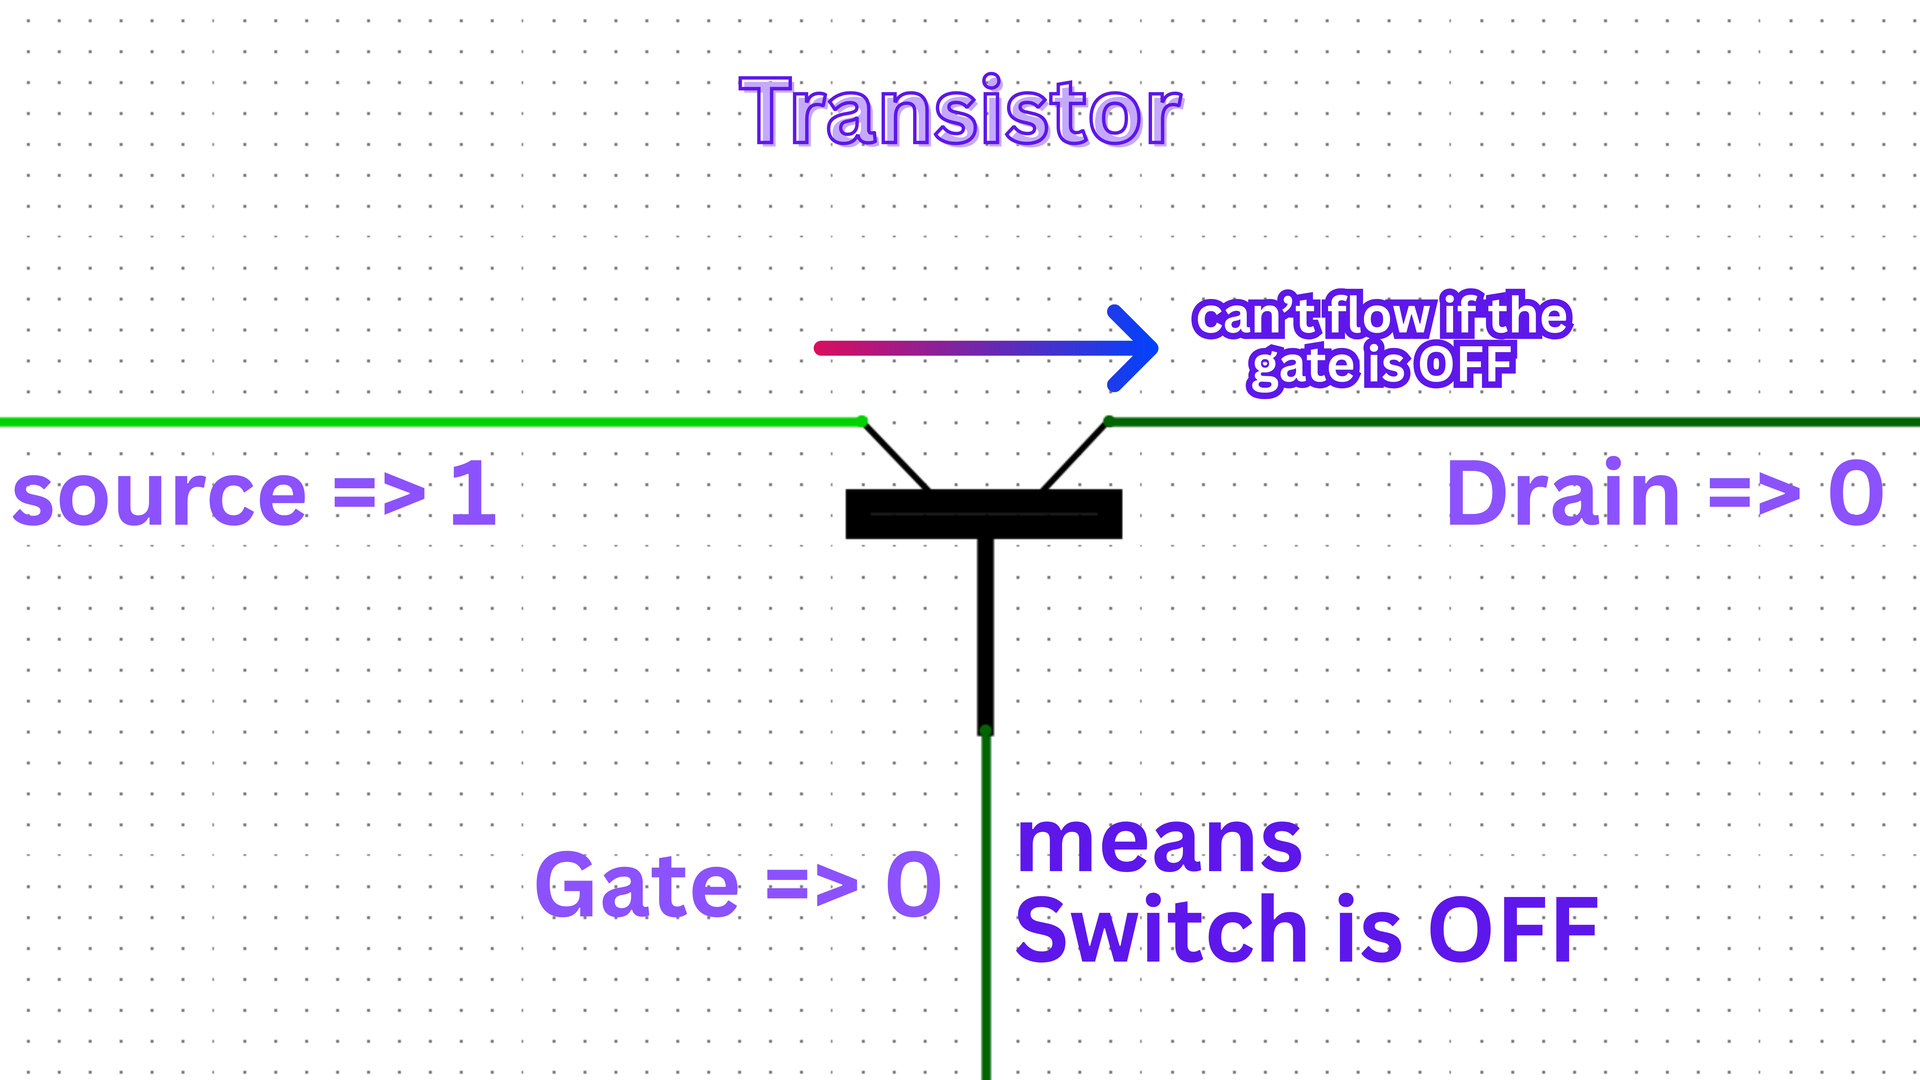 Transistor
can't flow if the
gate is OFF
source => 1
Drain => 0
Gate => 0
means
Switch is OFF